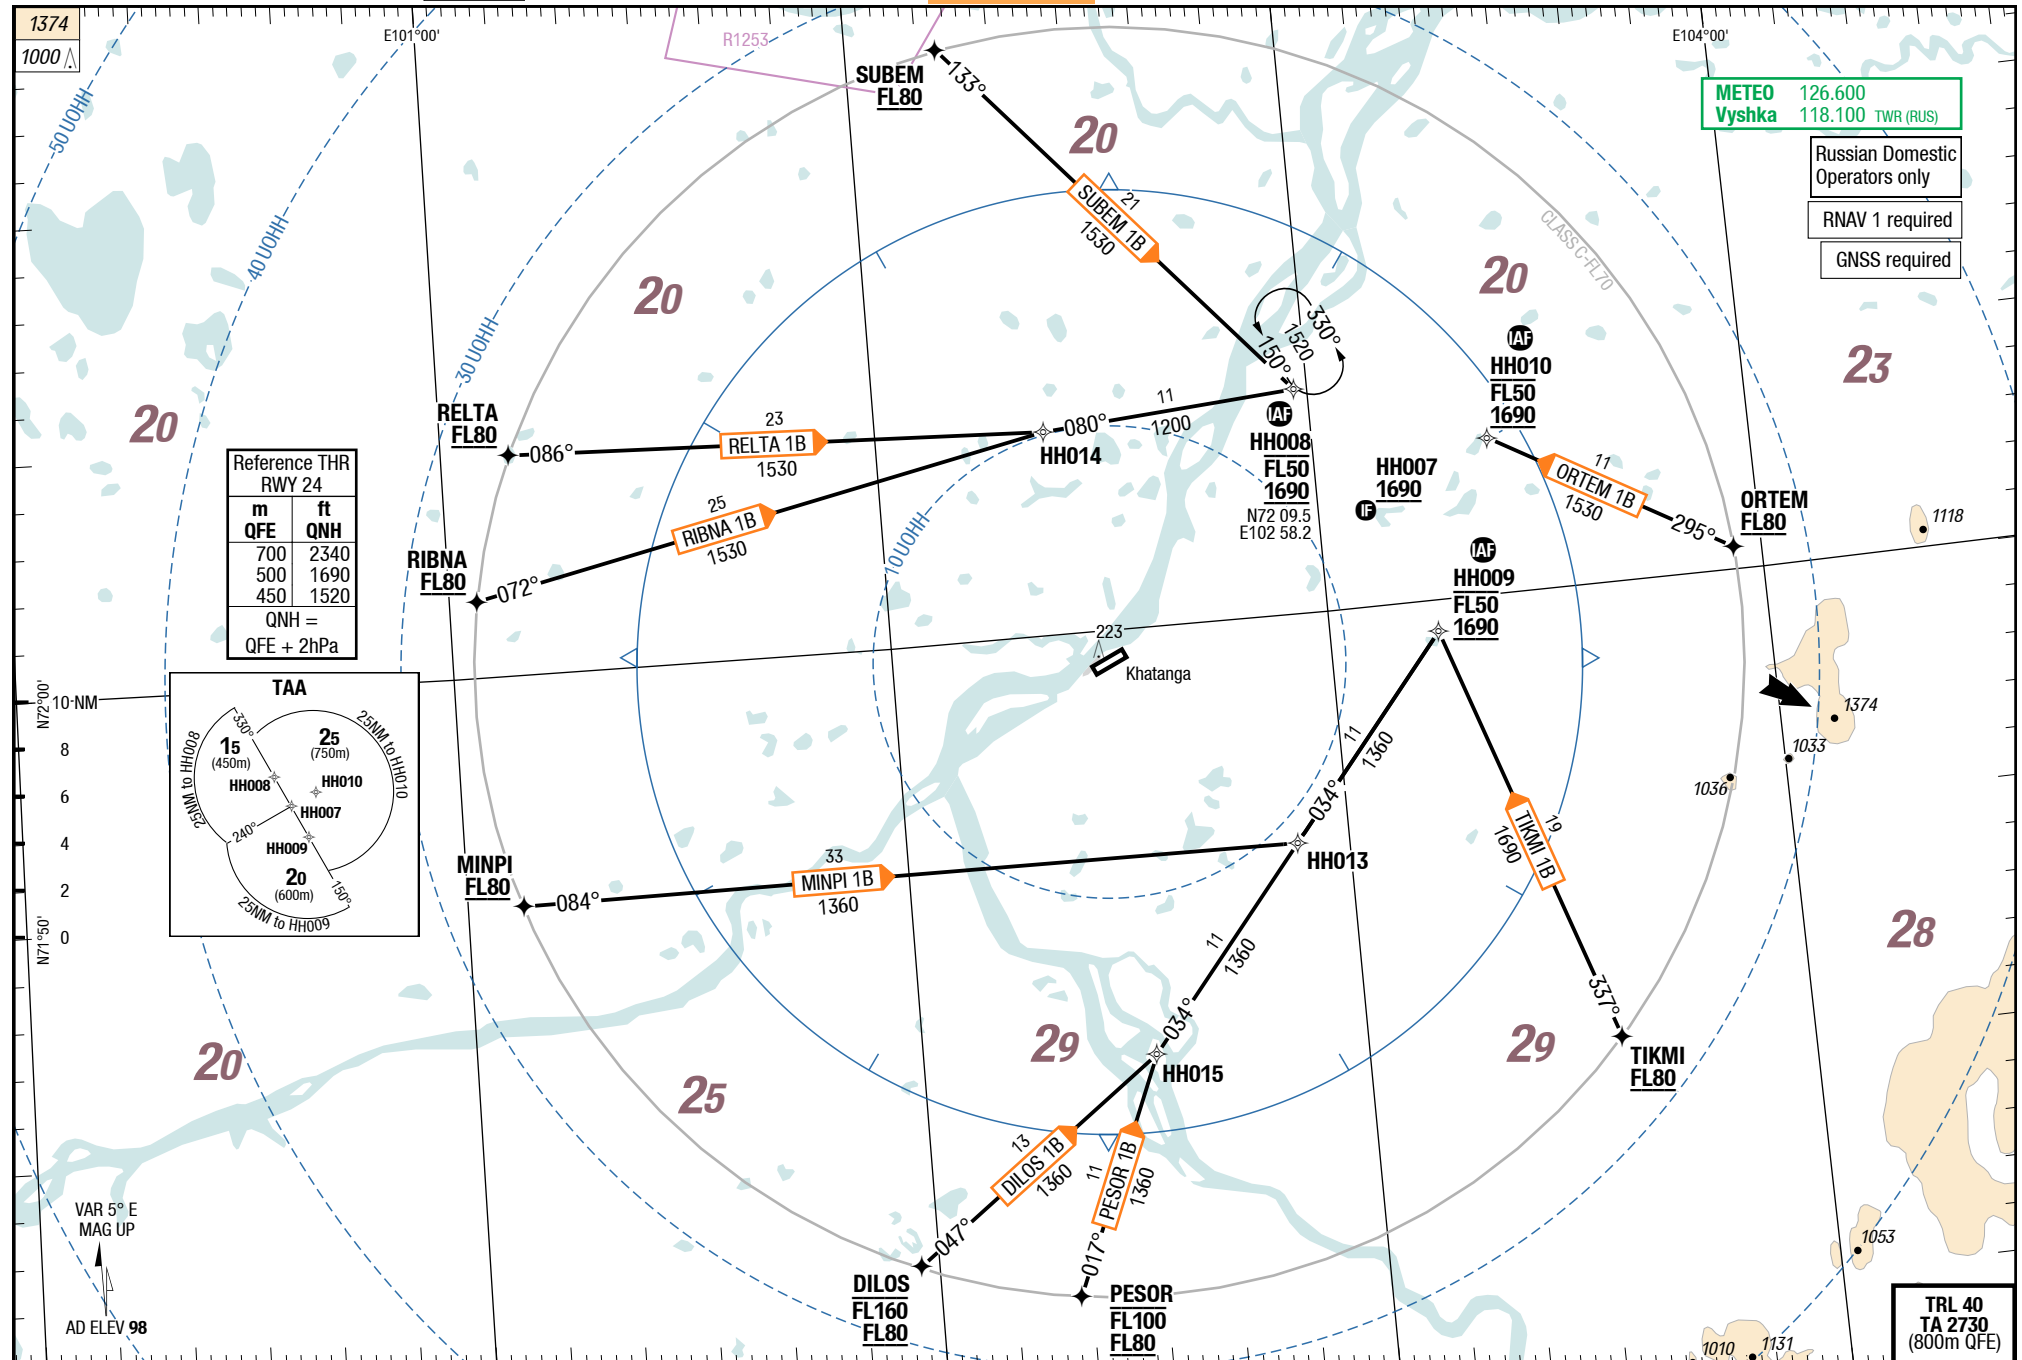 1374
1000
E101°00'
R1253
E104°00'
50 UOHH
SUBEM
FL80
133°
METEO 126.600
Vyshka 118.100 TWR (RUS)
Russian Domestic
Operators only
RNAV 1 required
GNSS required
20
21
SUBEM 1B
1530
CLASS C-FL70
40 UOHH
20
20
330°
1520
150°
IAF
HH010
FL50
1690
23
30 UOHH
20
RELTA
FL80
086°
23
RELTA 1B
1530
080°
11
1200
HH014
IAF
HH008
FL50
1690
N72 09.5
E102 58.2
HH007
1690
IF
11
ORTEM 1B
1530
295°
ORTEM
FL80
1118
Reference THR
RWY 24
m ft
QFE QNH
700 2340
500 1690
450 1520
QNH =
QFE + 2hPa
25
RIBNA 1B
1530
RIBNA
FL80
072°
10 UOHH
IAF
HH009
FL50
1690
223
Khatanga
N72°00'
10-NM
8
6
4
2
0
N71°50'
TAA
330°
15
(450m)
25
(750m)
25NM to HH008
25NM to HH010
HH008
HH010
HH007
240°
HH009
20
(600m)
150°
25NM to HH009
1374
1033
1036
11
1360
034°
HH013
19
TIKMI 1B
1690
337°
TIKMI
FL80
MINPI
FL80
084°
33
MINPI 1B
1360
28
11
1360
034°
HH015
20
25
29
29
13
DILOS 1B
1360
047°
DILOS
FL160
FL80
11
PESOR 1B
1360
017°
PESOR
FL100
FL80
VAR 5° E
MAG UP
AD ELEV 98
1053
1010
1131
TRL 40
TA 2730
(800m QFE)